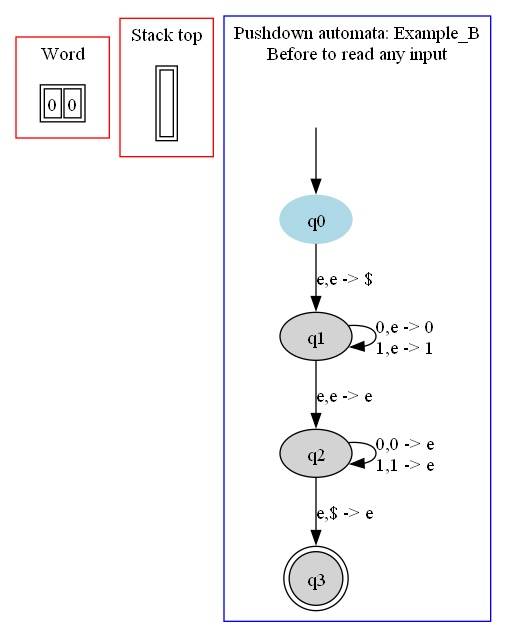 Word
0 0
Stack top
Pushdown automata: Example_B
Before to read any input
q0
e,e -> $
q1
0,e -> 0
1,e -> 1
e,e -> e
q2
0,0 -> e
1,1 -> e
e,$ -> e
q3